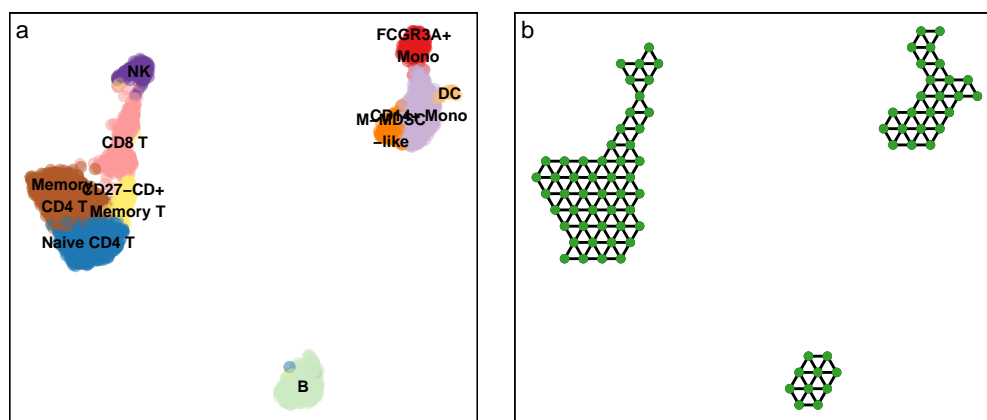 a
b
FCGR3A+
Mono
NK
DC
CD14+ Mono
M−MDSC
−like
CD8 T
Memory
CD4 T
CD27−CD+
Memory T
Naive CD4 T
B